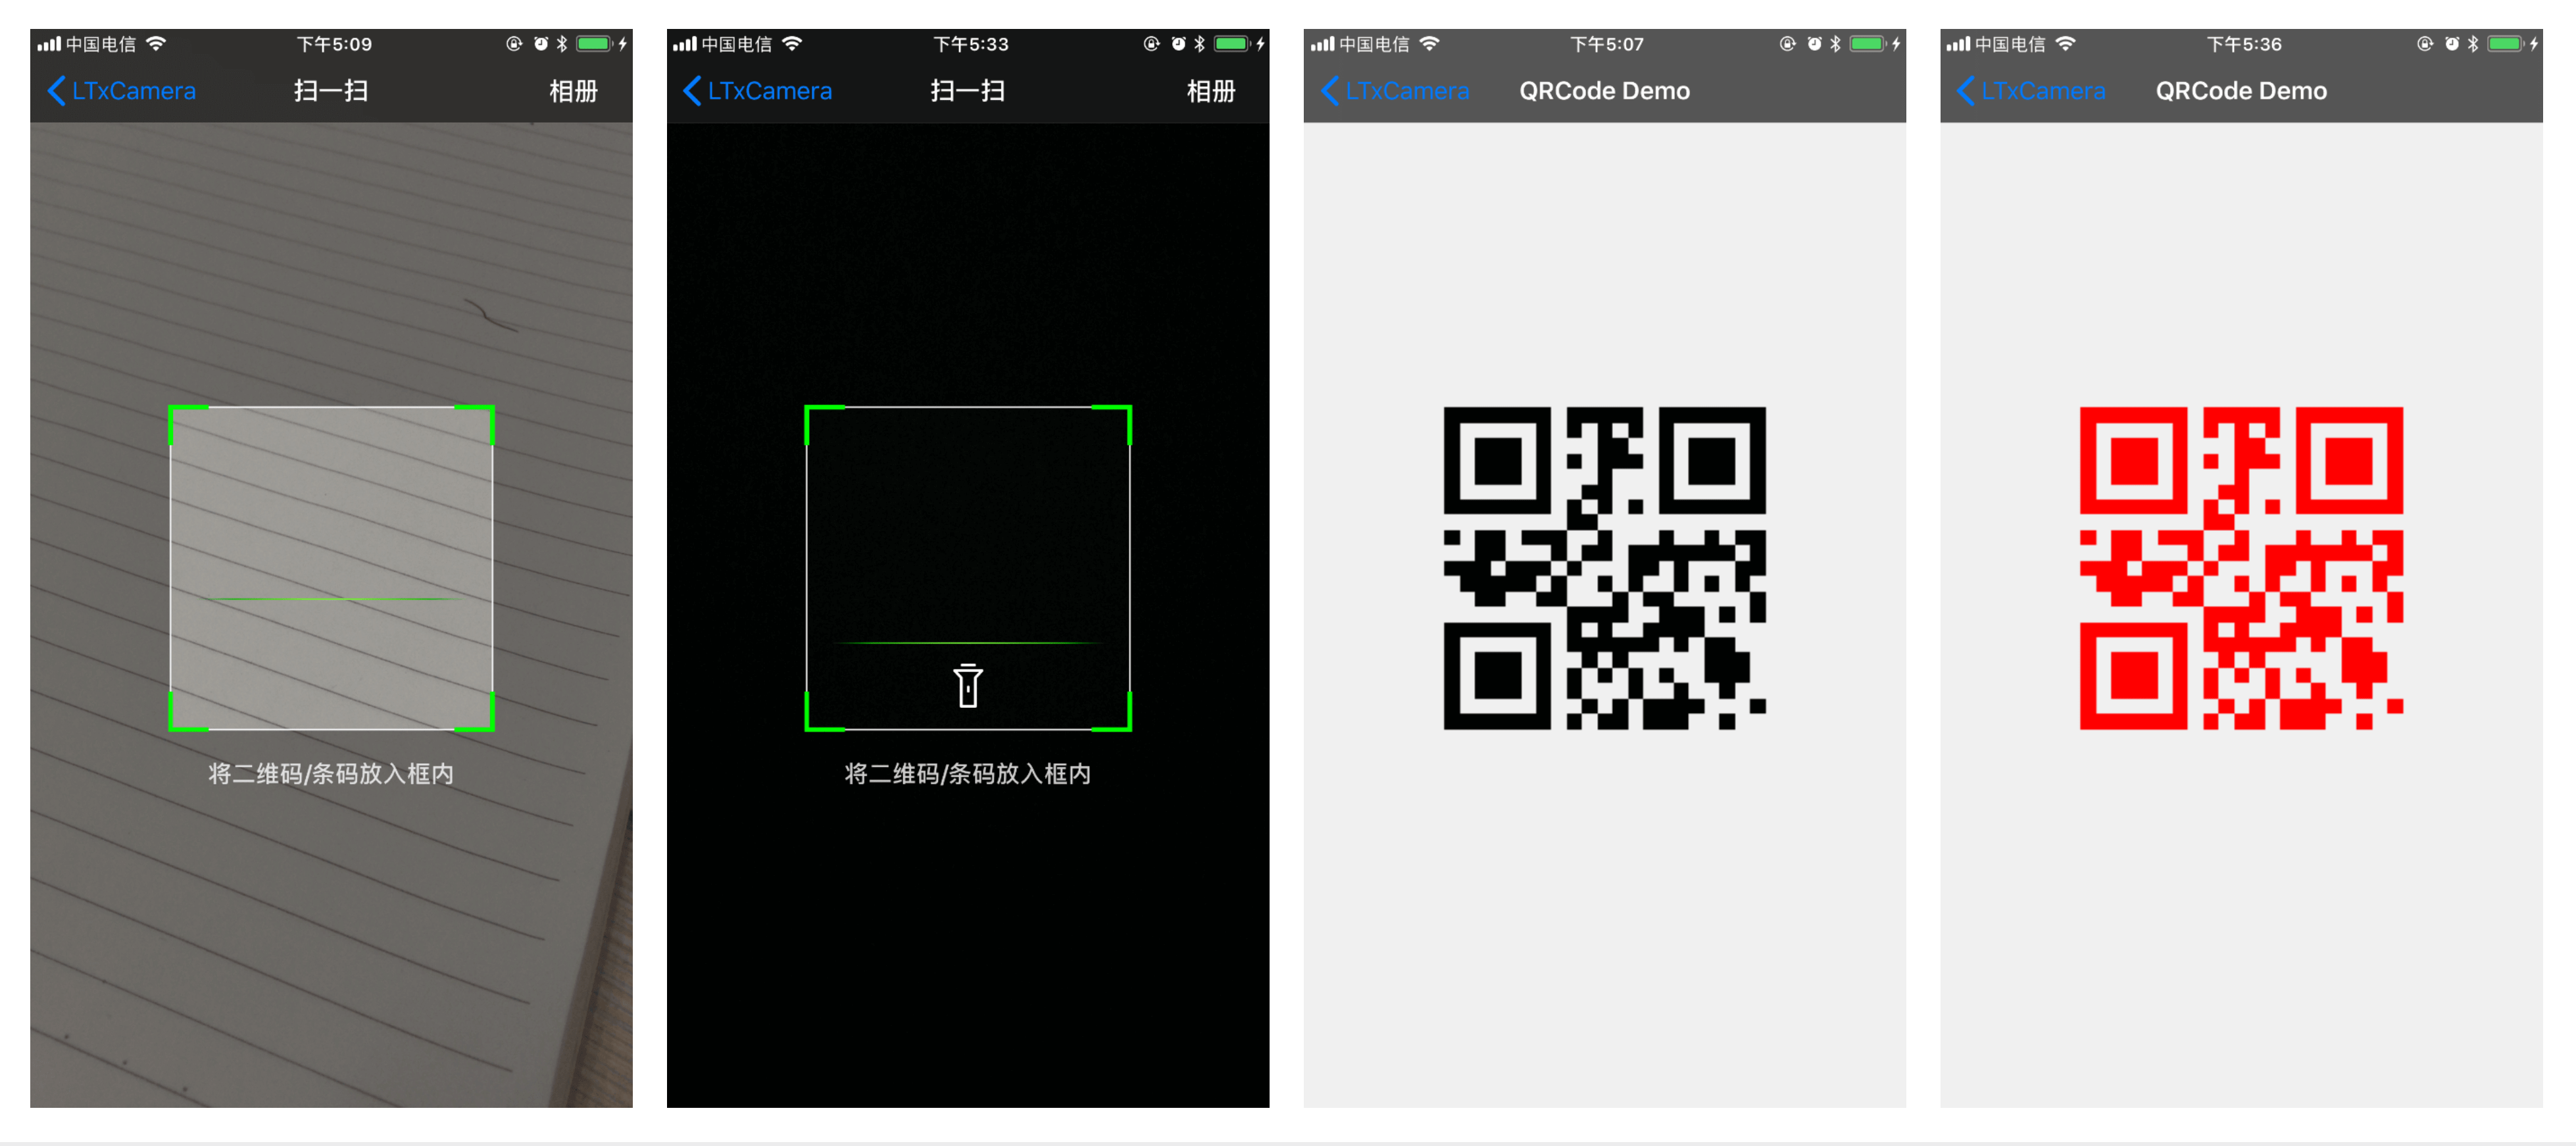 中国电信 下午5:09
LTxCamera 扫一扫 相册
将二维码/条码放入框内
中国电信 下午5:33
LTxCamera 扫一扫 相册
将二维码/条码放入框内
中国电信 下午5:07
LTxCamera QRCode Demo
中国电信 下午5:36
LTxCamera QRCode Demo